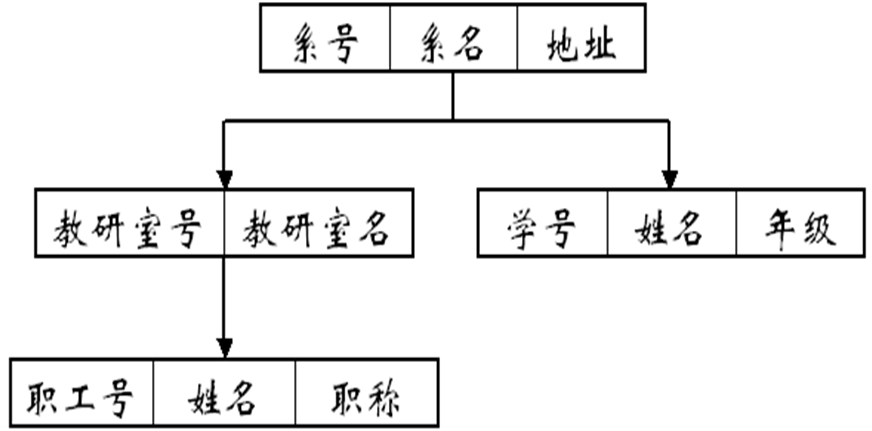 系号 系名 地址
教研室号 教研室名 学号 姓名 年级
职工号 姓名 职称